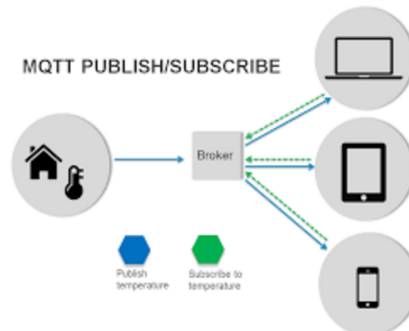 MQTT PUBLISH/SUBSCRIBE
Broker
Publish
temperature
Subscribe to
temperature